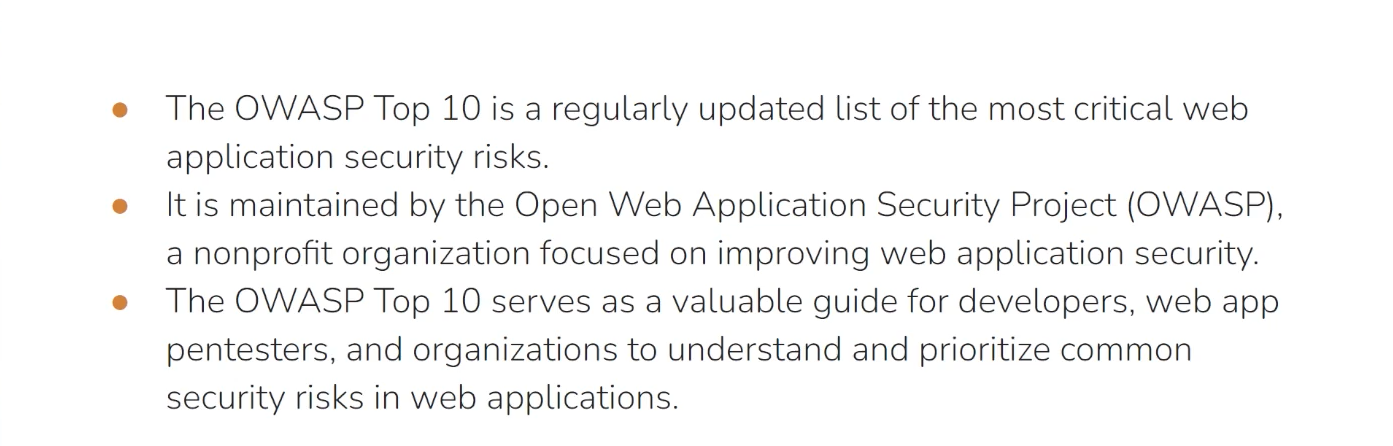 ● The OWASP Top 10 is a regularly updated list of the most critical web
application security risks.
● It is maintained by the Open Web Application Security Project (OWASP),
a nonprofit organization focused on improving web application security.
● The OWASP Top 10 serves as a valuable guide for developers, web app
pentesters, and organizations to understand and prioritize common
security risks in web applications.